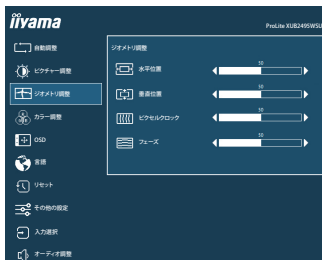 iiyama
ProLite XUB2495WSU
自動調整
ピクチャー調整
ジオメトリ調整
カラー調整
OSD
言語
リセット
その他の設定
入力選択
オーディオ調整
ジオメトリ調整
水平位置
50
垂直位置
50
ピクセルクロック
50
フェーズ
50